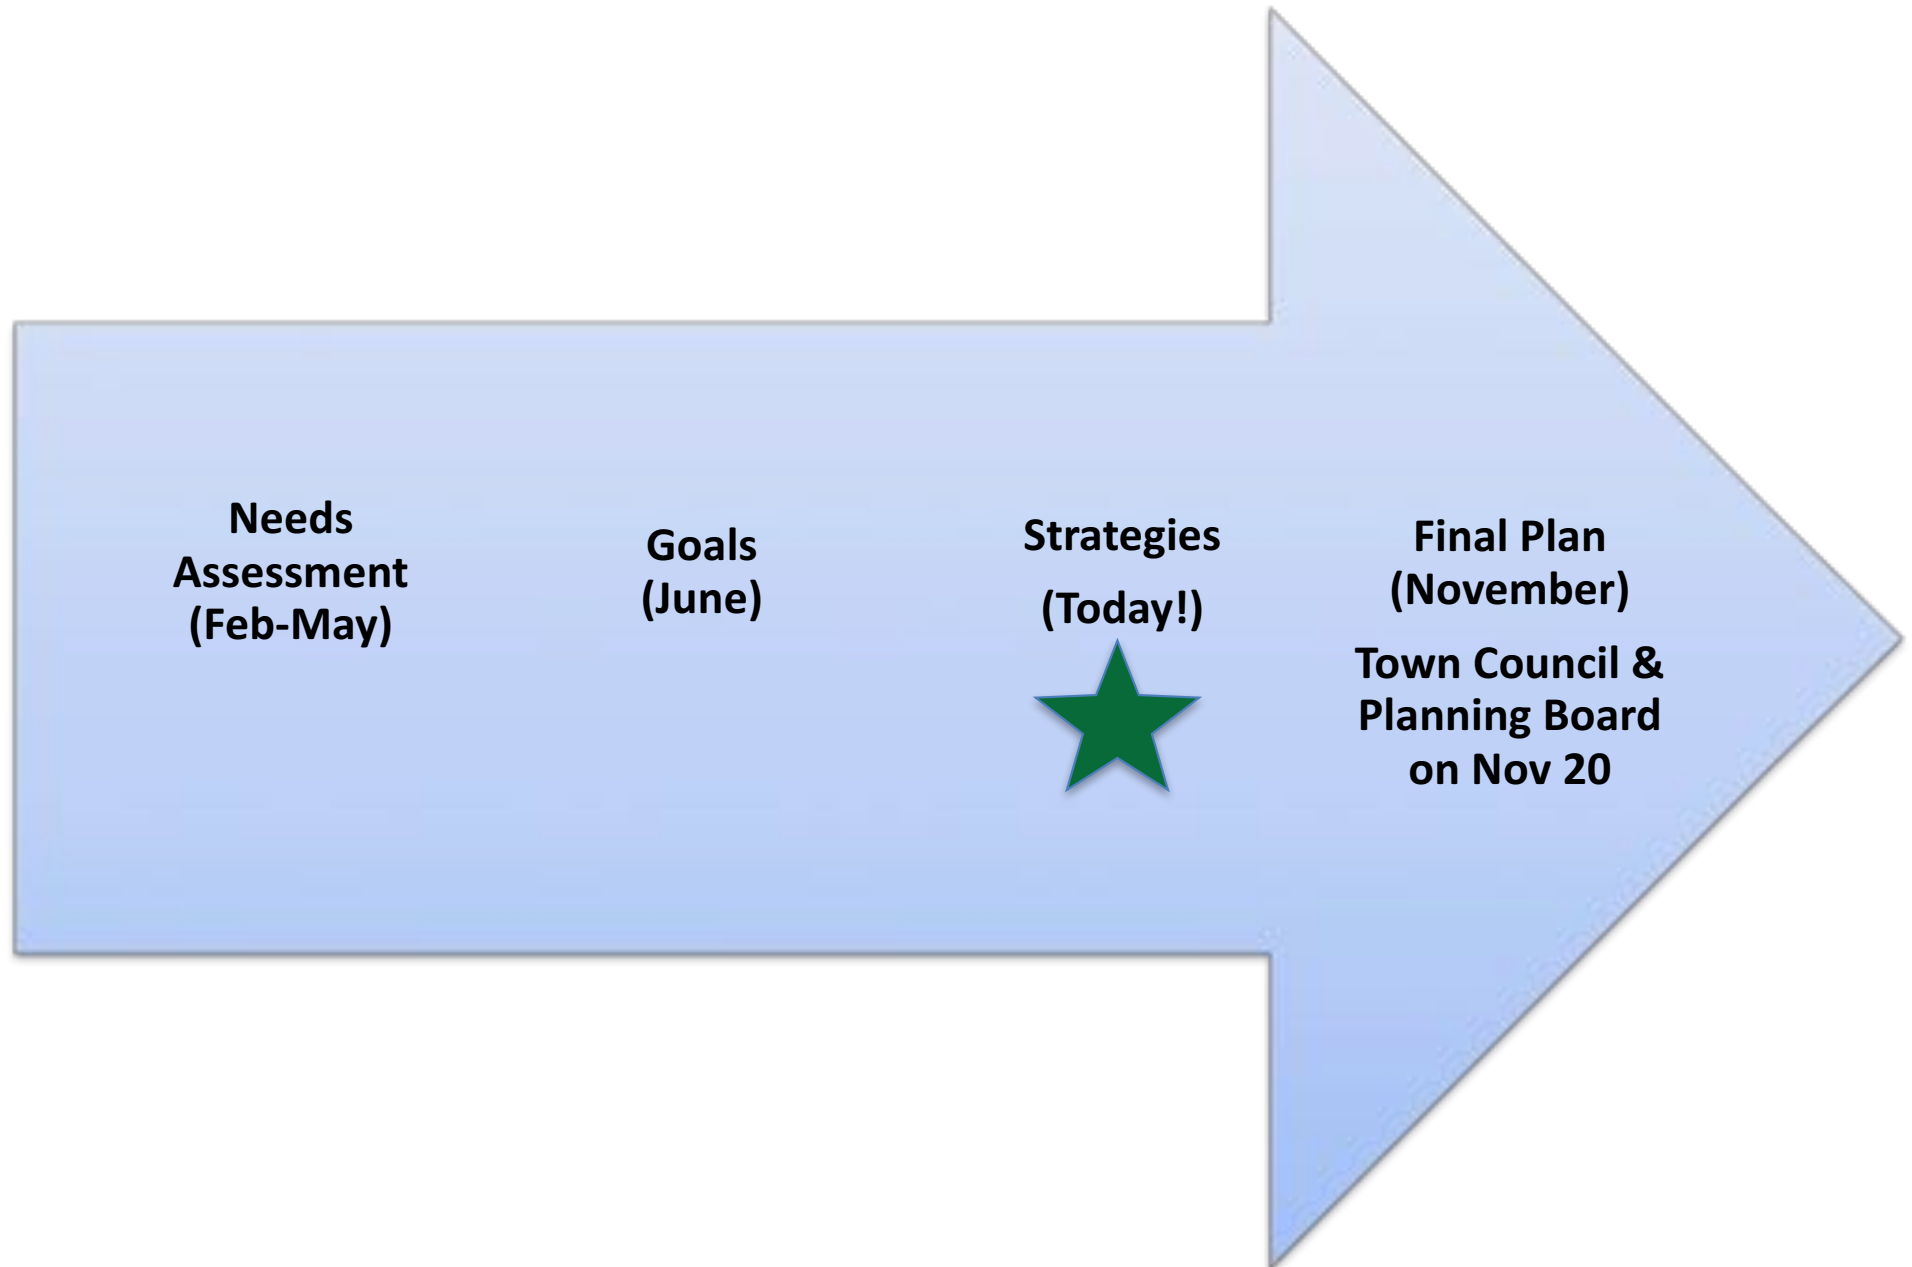 Needs
Assessment
(Feb-May)
Goals
(June)
Strategies
(Today!)
Final Plan
(November)
Town Council &
Planning Board
on Nov 20